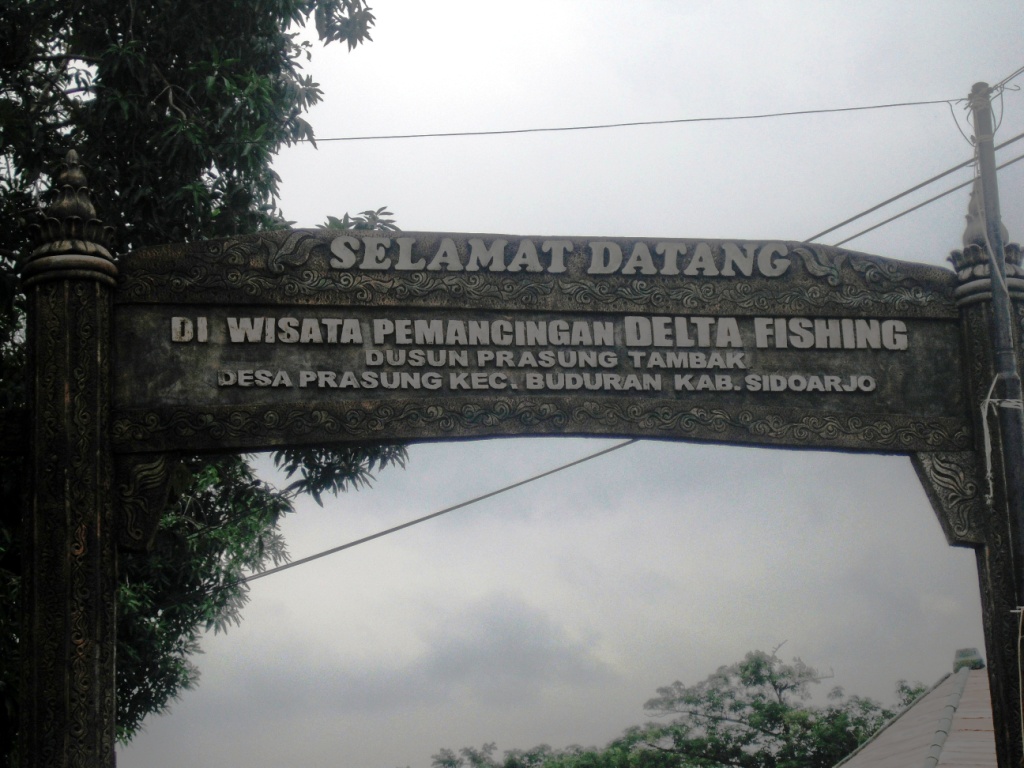 SELAMAT DATANG
DI WISATA PEMANCINGAN DELTA FISHING
DUSUN PRASUNG TAMBAK
DESA PRASUNG KEC. BUDURAN KAB. SIDOARJO